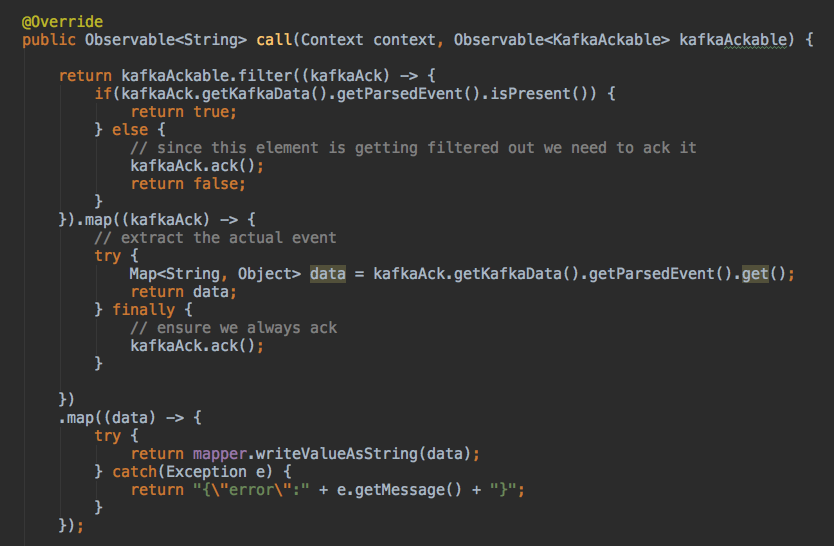 @Override
public Observable<String> call(Context context, Observable<KafkaAckable> kafkaAckable) {
return kafkaAckable.filter((kafkaAck) -> {
if(kafkaAck.getKafkaData().getParsedEvent().isPresent()) {
return true;
} else {
// since this element is getting filtered out we need to ack it
kafkaAck.ack();
return false;
}
}).map((kafkaAck) -> {
// extract the actual event
try {
Map<String, Object> data = kafkaAck.getKafkaData().getParsedEvent().get();
return data;
} finally {
// ensure we always ack
kafkaAck.ack();
}
})
.map((data) -> {
try {
return mapper.writeValueAsString(data);
} catch(Exception e) {
return "{\"error\":" + e.getMessage() + "}";
}
});